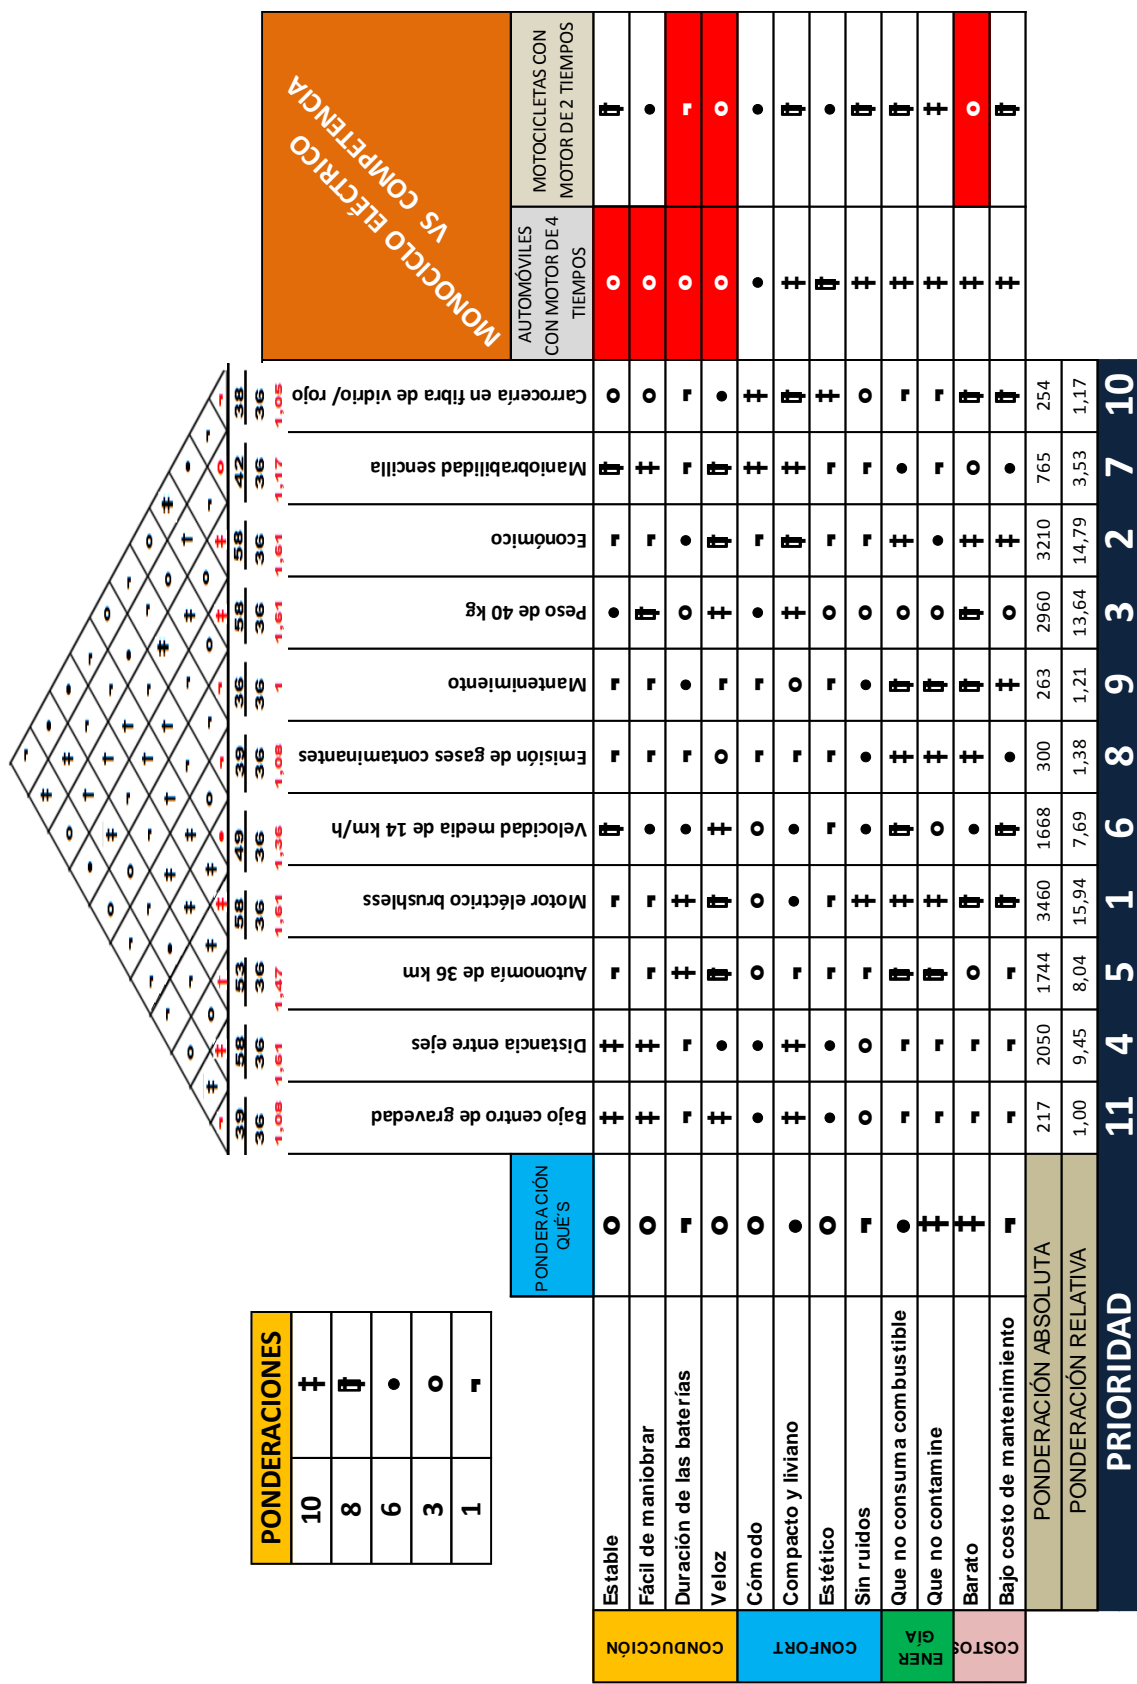 MONOCICLO ELÉCTRICO
VS COMPETENCIA
39 58 53 58 49 39 36 58 58 42 38
36 36 36 36 36 36 36 36 36 36 36
1,08 1,61 1,47 1,61 1,36 1,08 1 1,61 1,61 1,17 1,05
PONDERACIONES
10
8
6
3
1
PONDERACIÓN
QUÉ´S
Bajo centro de gravedad
Distancia entre ejes
Autonomía de 36 km
Motor eléctrico brushless
Velocidad media de 14 km/h
Emisión de gases contaminantes
Mantenimiento
Peso de 40 kg
Económico
Maniobrabilidad sencilla
Carrocería en fibra de vidrio/ rojo
AUTOMÓVILES
CON MOTOR DE 4
TIEMPOS
MOTOCICLETAS CON
MOTOR DE 2 TIEMPOS
CONDUCCIÓN
Estable
Fácil de maniobrar
Duración de las baterías
Veloz
CONFORT
Cómodo
Compacto y liviano
Estético
Sin ruidos
ENER
GÍA
Que no consuma combustible
Que no contamine
COSTOS
Barato
Bajo costo de mantenimiento
PONDERACIÓN ABSOLUTA 217 2050 1744 3460 1668 300 263 2960 3210 765 254
PONDERACIÓN RELATIVA 1,00 9,45 8,04 15,94 7,69 1,38 1,21 13,64 14,79 3,53 1,17
PRIORIDAD 11 4 5 1 6 8 9 3 2 7 10